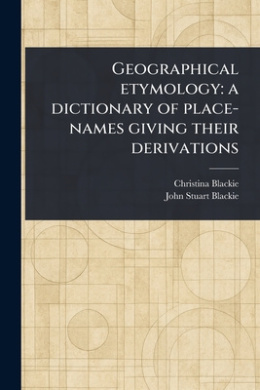 Geographical
etymology: a
dictionary of place-
names giving their
derivations
Christina Blackie
John Stuart Blackie